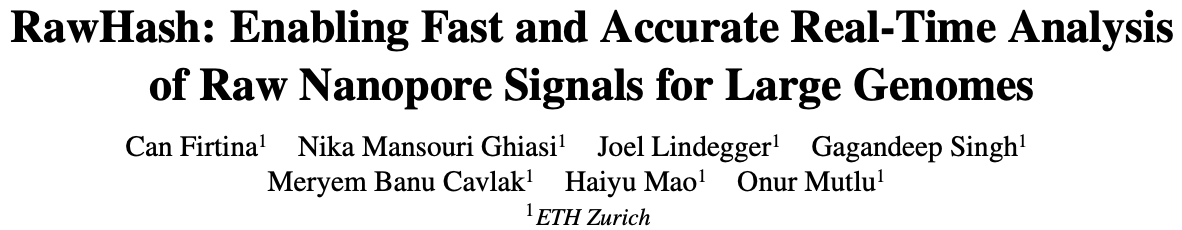 RawHash: Enabling Fast and Accurate Real-Time Analysis
of Raw Nanopore Signals for Large Genomes
Can Firtina¹ Nika Mansouri Ghiasi¹ Joel Lindegger¹ Gagandeep Singh¹
Meryem Banu Cavlak¹ Haiyu Mao¹ Onur Mutlu¹
¹ETH Zurich